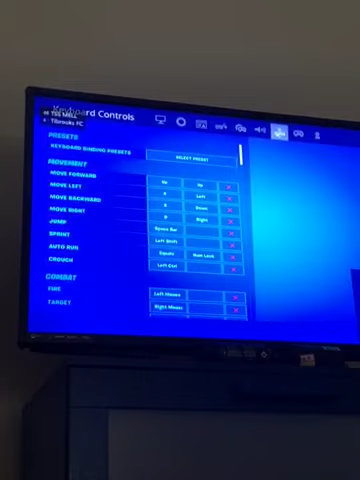 Keyboard Controls
Tilbrooks FC
PRESETS
KEYBOARD BINDING PRESETS
SELECT PRESET
MOVEMENT
MOVE FORWARD Up
MOVE LEFT A Left
MOVE BACKWARD S Down
MOVE RIGHT D Right
JUMP Space Bar
SPRINT Left Shift
AUTO RUN Equals Num Lock
CROUCH Left Ctrl
COMBAT
FIRE Left Mouse
TARGET Right Mouse